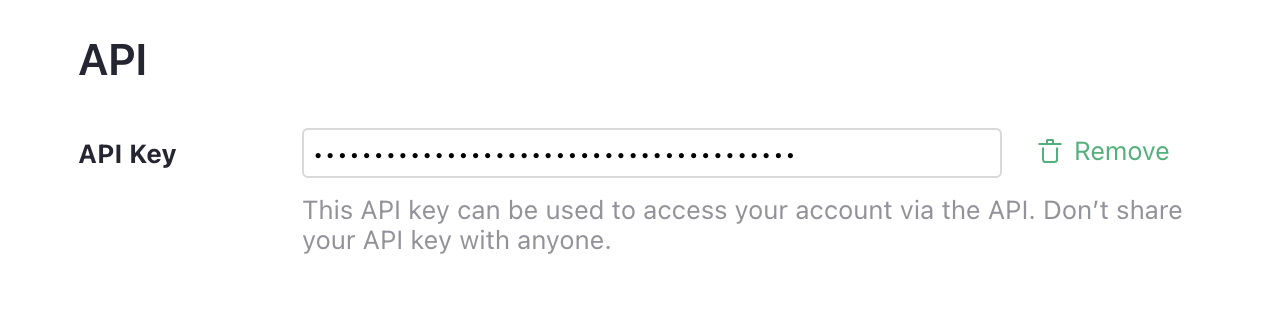 API
API Key
••••••••••••••••••••••••••••••••••••••••
Remove
This API key can be used to access your account via the API. Don’t share
your API key with anyone.